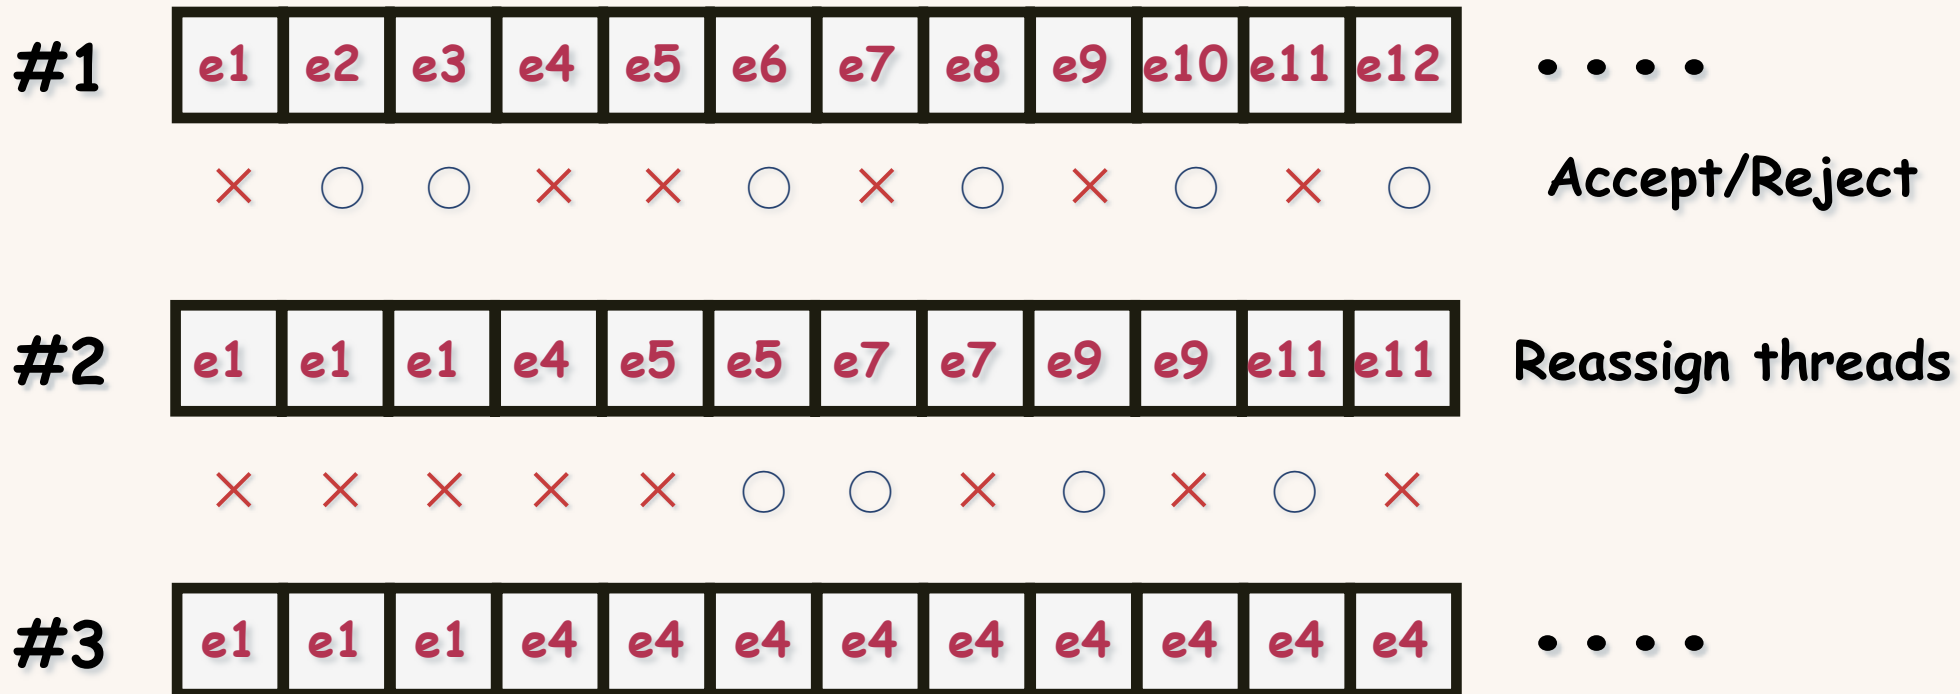 #1 e1 e2 e3 e4 e5 e6 e7 e8 e9 e10 e11 e12 ....
× ○ ○ × × ○ × ○ × ○ × ○ Accept/Reject
#2 e1 e1 e1 e4 e5 e5 e7 e7 e9 e9 e11 e11 Reassign threads
× × × × × ○ ○ × ○ × ○ ×
#3 e1 e1 e1 e4 e4 e4 e4 e4 e4 e4 e4 e4 ....